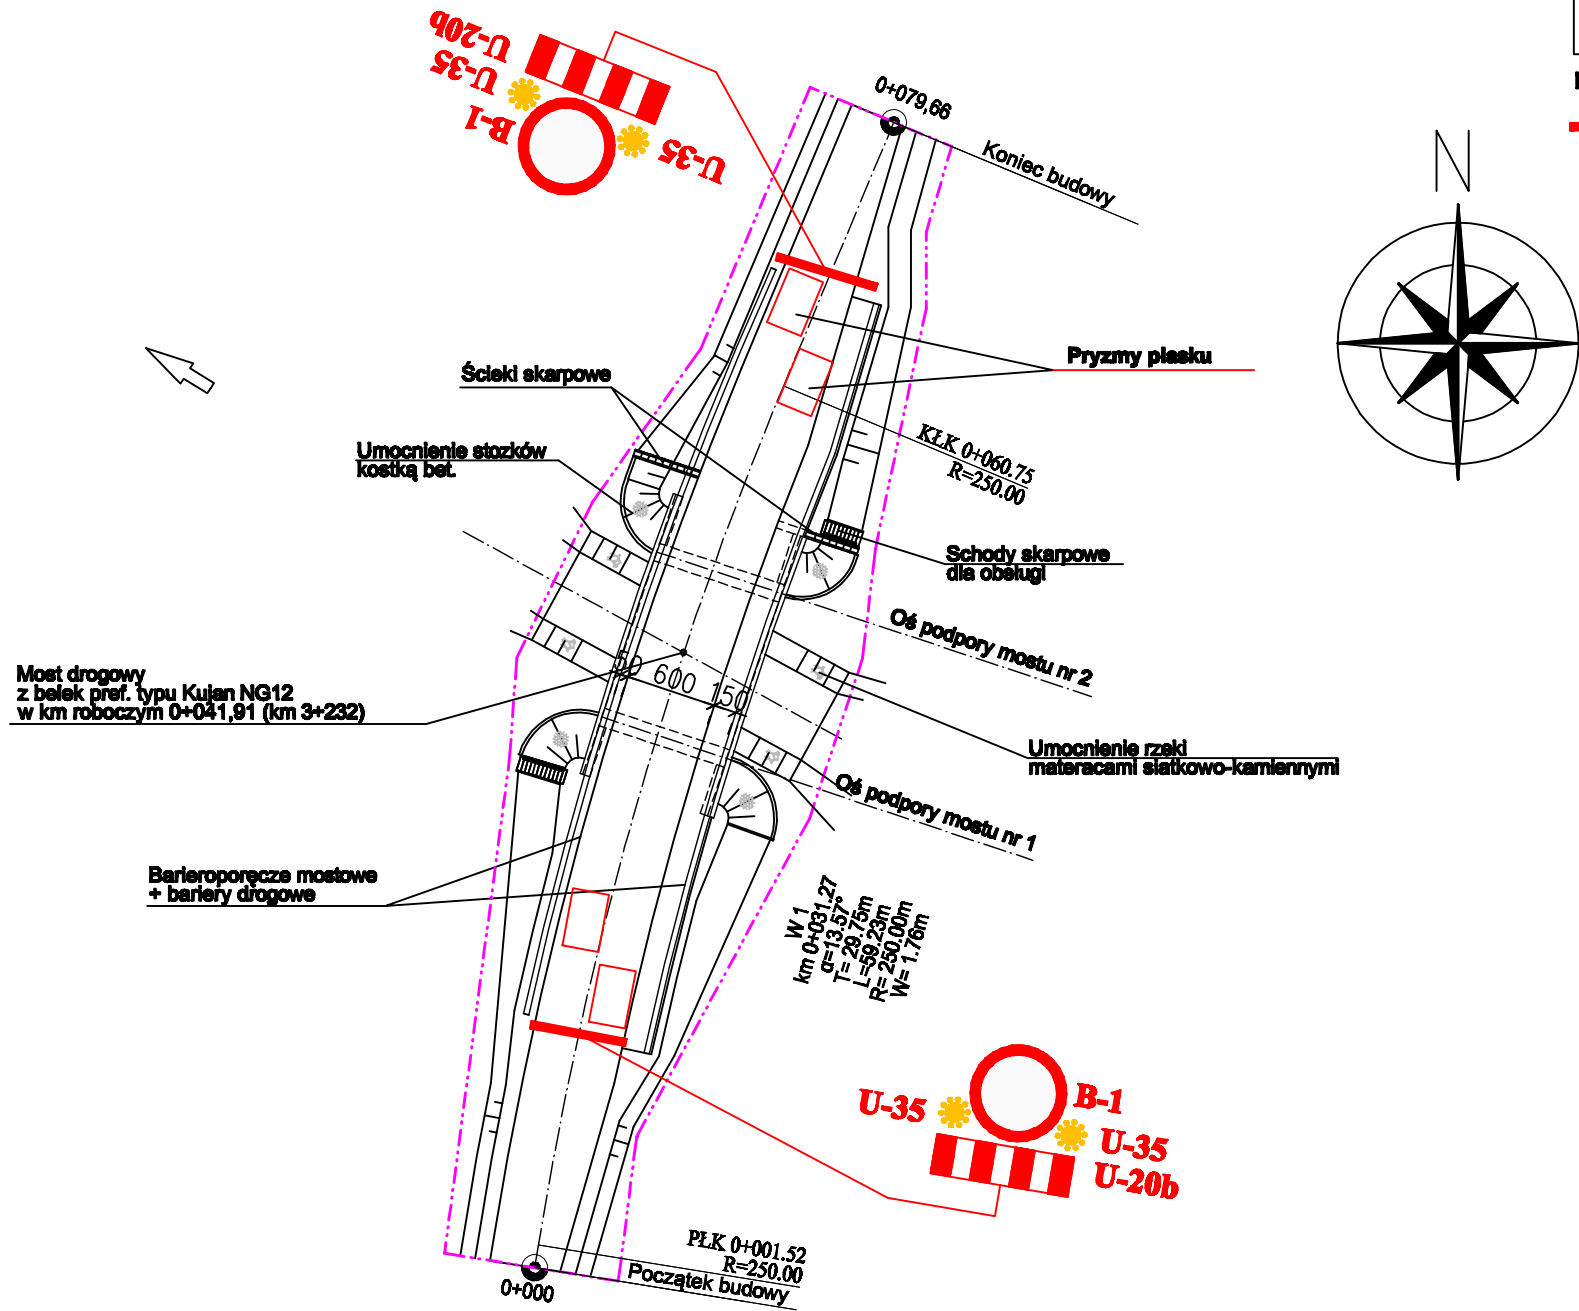 U-20b
U-35
B-1
U-35
0+079,66
Koniec budowy
N
Pryzmy piasku
Ścieki skarpowe
Umocnienie stożków
kostką bet.
KŁK 0+060.75
R=250.00
Schody skarpowe
dla obsługi
Oś podpory mostu nr 2
Most drogowy
z belek pref. typu Kujan NG12
w km roboczym 0+041,91 (km 3+232)
50 600 150
Umocnienie rzeki
materacami siatkowo-kamiennymi
Oś podpory mostu nr 1
Barieroporęcze mostowe
+ bariery drogowe
W 1
km 0+031.27
α=13.57°
T= 29.75m
L=59.23m
R= 250.00m
W= 1.76m
U-35
B-1
U-35
U-20b
PŁK 0+001.52
R=250.00
Początek budowy
0+000